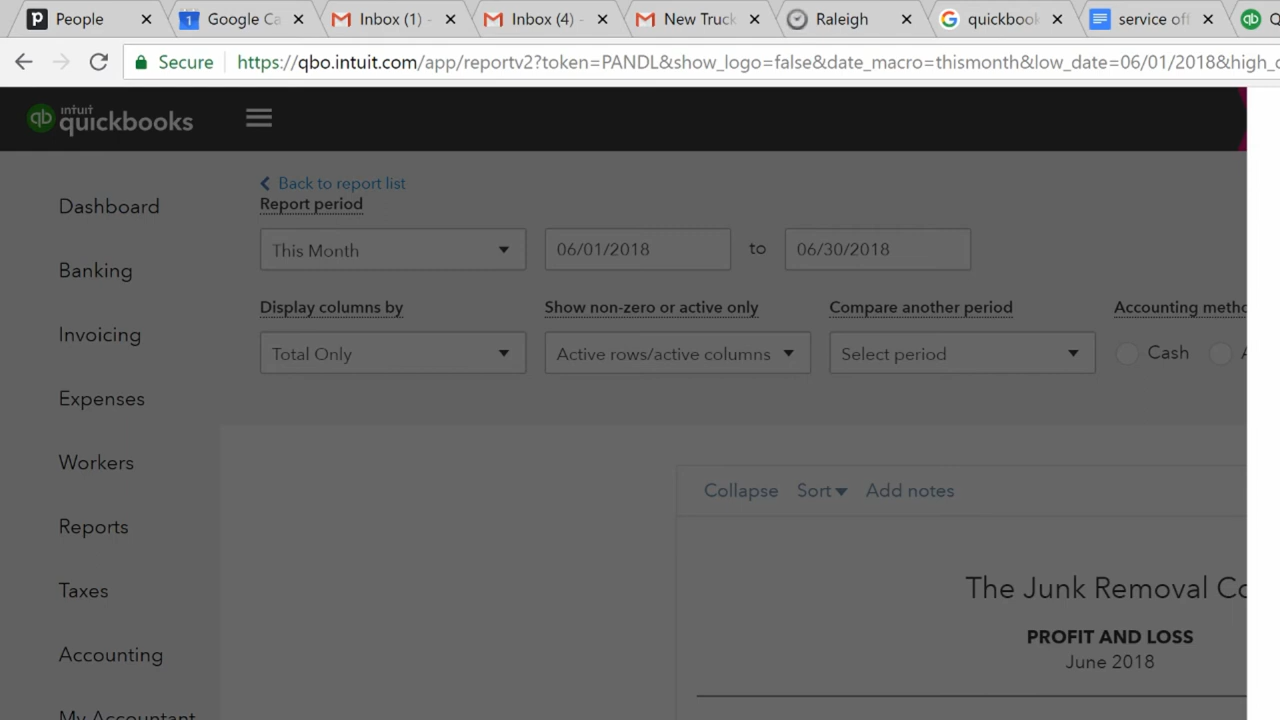 People
Google Ca
Inbox (1) -
Inbox (4) -
New Truck
Raleigh
quickbook
service off
Secure https://qbo.intuit.com/app/reportv2?token=PANDL&show_logo=false&date_macro=thismonth&low_date=06/01/2018&high_
intuit
quickbooks
Dashboard
Banking
Invoicing
Expenses
Workers
Reports
Taxes
Accounting
My Accountant
Back to report list
Report period
This Month 06/01/2018 to 06/30/2018
Display columns by Show non-zero or active only Compare another period Accounting metho
Total Only Active rows/active columns Select period Cash
Collapse Sort Add notes
The Junk Removal Co
PROFIT AND LOSS
June 2018